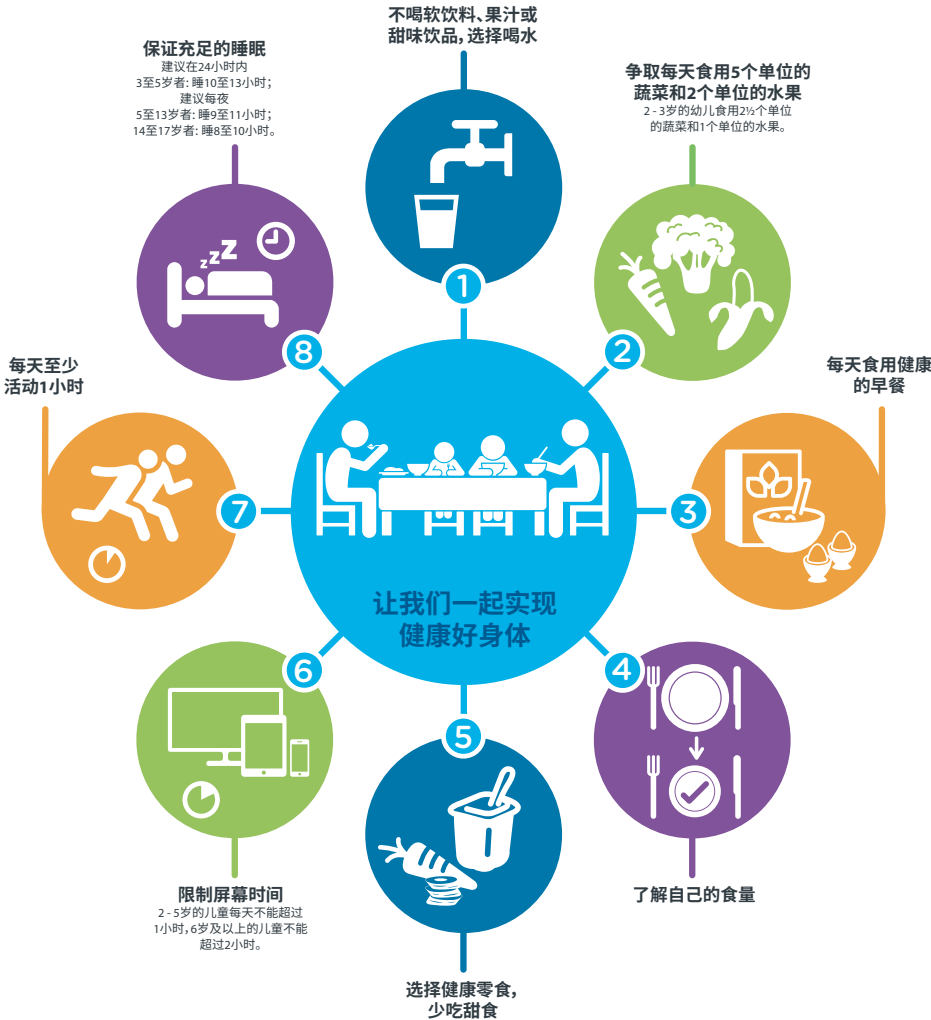 不喝软饮料、果汁或
甜味饮品，选择喝水
1
争取每天食用5个单位的
蔬菜和2个单位的水果
2 - 3岁的幼儿食用2½个单位
的蔬菜和1个单位的水果。
2
每天食用健康
的早餐
3
4
了解自己的食量
5
选择健康零食，
少吃甜食
6
限制屏幕时间
2 - 5岁的儿童每天不能超过
1小时，6岁及以上的儿童不能
超过2小时。
每天至少
活动1小时
7
保证充足的睡眠
建议在24小时内
3至5岁者: 睡10至13小时；
建议每夜
5至13岁者: 睡9至11小时；
14至17岁者: 睡8至10小时。
zzZ
8
让我们一起实现
健康好身体